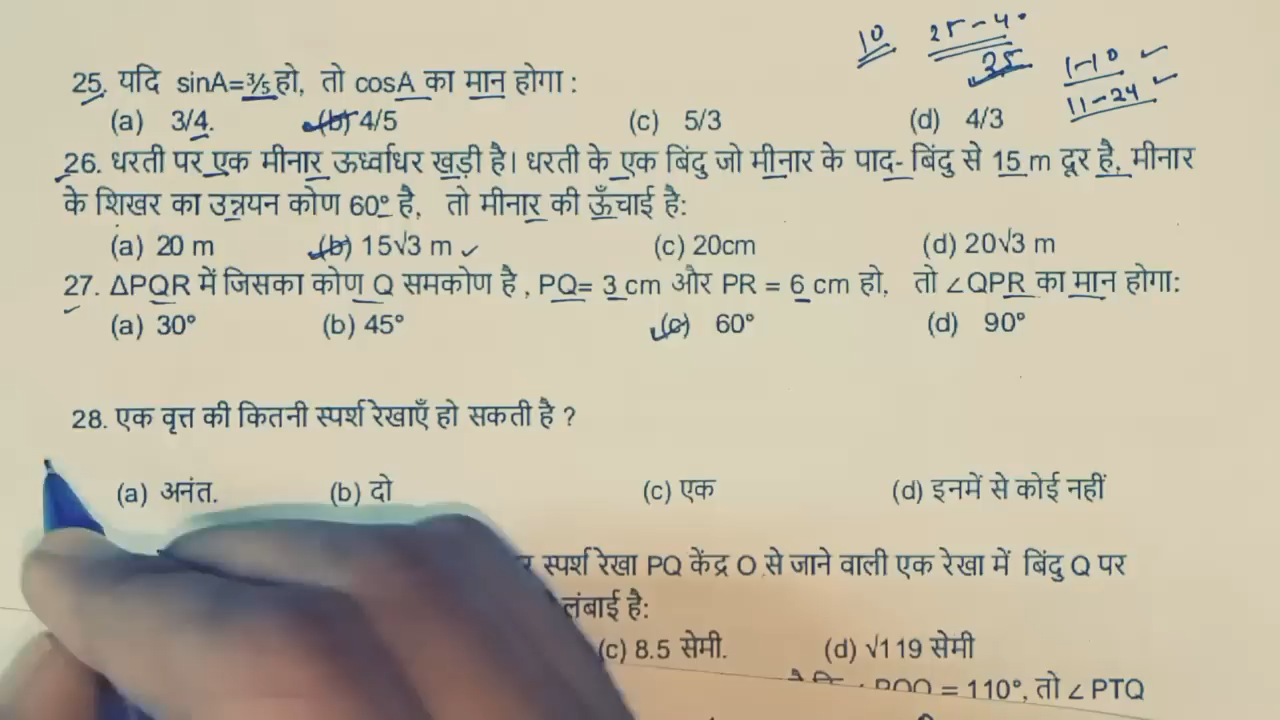 10 25-40
25
1-10
11-24
25. यदि sinA=3/5 हो, तो cosA का मान होगा :
(a) 3/4. (b) 4/5 (c) 5/3 (d) 4/3
26. धरती पर एक मीनार ऊर्ध्वाधर खड़ी है। धरती के एक बिंदु जो मीनार के पाद- बिंदु से 15 m दूर है, मीनार
के शिखर का उन्नयन कोण 60° है, तो मीनार की ऊँचाई है:
(a) 20 m (b) 15√3 m (c) 20cm (d) 20√3 m
27. ΔPQR में जिसका कोण Q समकोण है , PQ= 3 cm और PR = 6 cm हो, तो ∠QPR का मान होगा:
(a) 30° (b) 45° (c) 60° (d) 90°
28. एक वृत्त की कितनी स्पर्श रेखाएँ हो सकती है ?
(a) अनंत. (b) दो (c) एक (d) इनमें से कोई नहीं
स्पर्श रेखा PQ केंद्र O से जाने वाली एक रेखा में बिंदु Q पर
लंबाई है:
(c) 8.5 सेमी. (d) √119 सेमी
= 110°, तो ∠ PTQ